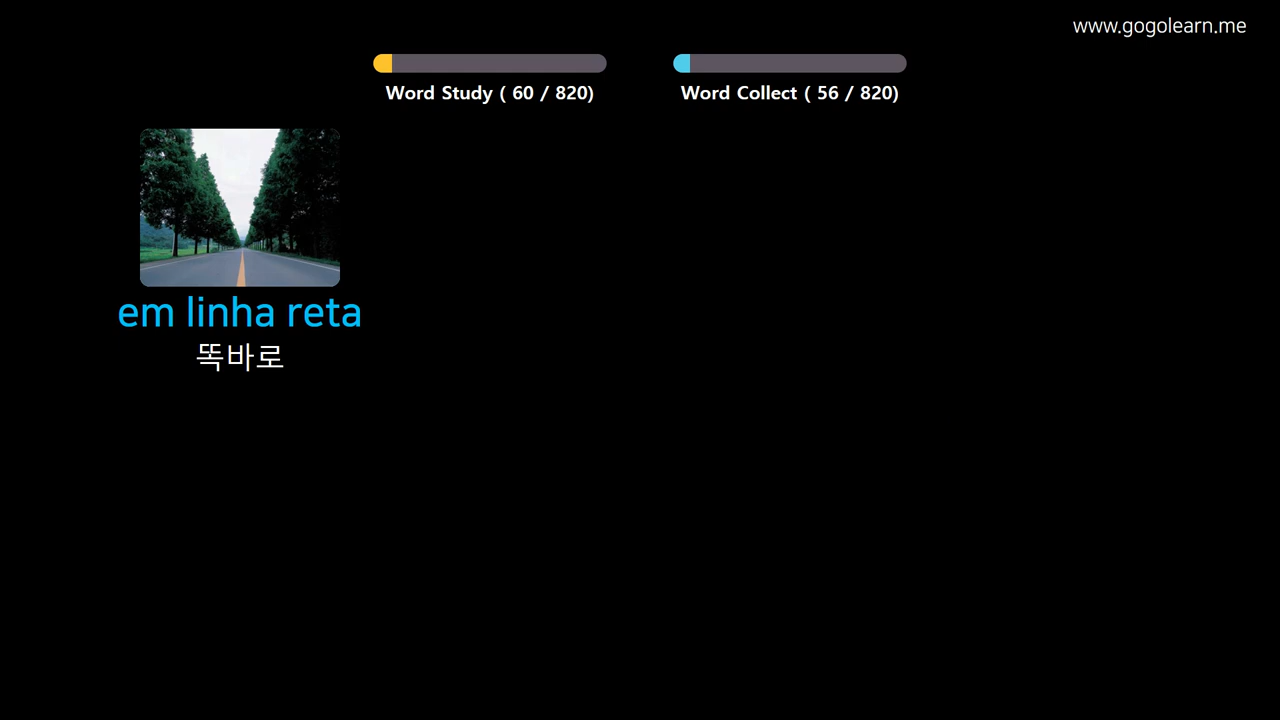 www.gogolearn.me
Word Study ( 60 / 820)
Word Collect ( 56 / 820)
em linha reta
똑바로